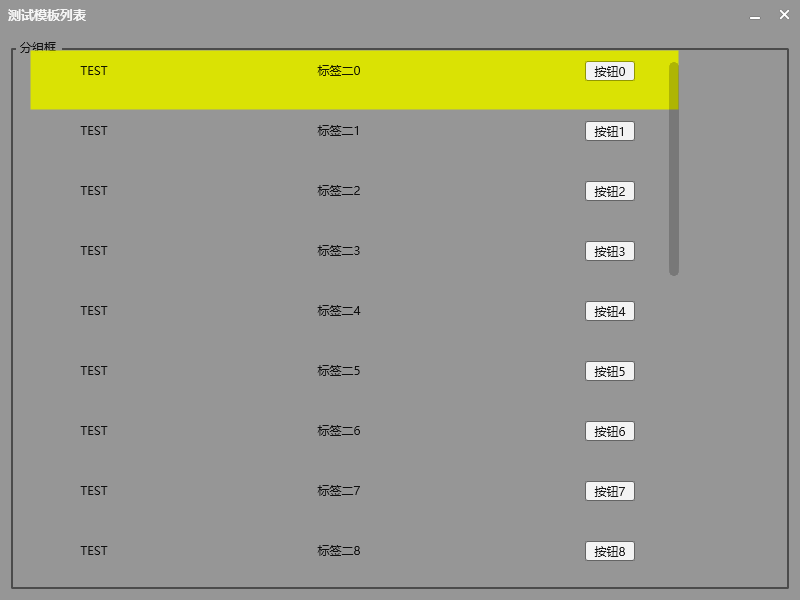 测试模板列表
分组框
TEST 标签二0 按钮0
TEST 标签二1 按钮1
TEST 标签二2 按钮2
TEST 标签二3 按钮3
TEST 标签二4 按钮4
TEST 标签二5 按钮5
TEST 标签二6 按钮6
TEST 标签二7 按钮7
TEST 标签二8 按钮8